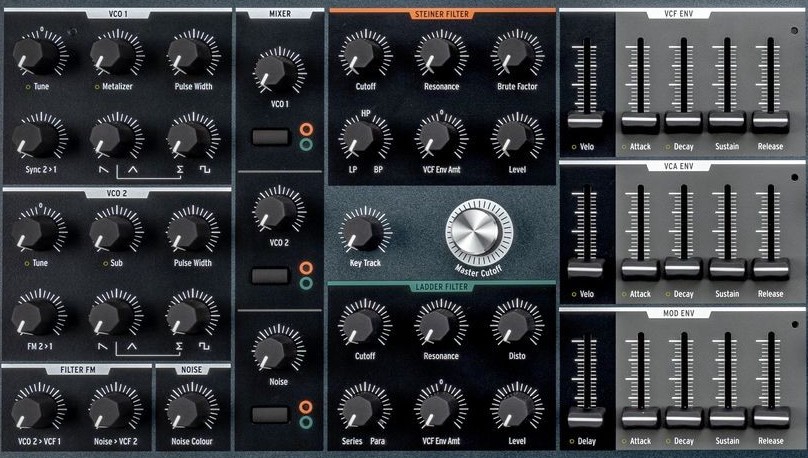 VCO 1
0
Tune
Metalizer
Pulse Width
Sync 2>1
VCO 2
0
Tune
Sub
Pulse Width
FM 2>1
FILTER FM
VCO 2 > VCF 1
Noise > VCF 2
NOISE
Noise Colour
MIXER
VCO 1
VCO 2
Noise
STEINER FILTER
Cutoff
Resonance
Brute Factor
HP
LP BP
0
VCF Env Amt
Level
Key Track
Master Cutoff
LADDER FILTER
Cutoff
Resonance
Disto
Series Para
0
VCF Env Amt
Level
VCF ENV
Velo
Attack
Decay
Sustain
Release
VCA ENV
Velo
Attack
Decay
Sustain
Release
MOD ENV
Delay
Attack
Decay
Sustain
Release